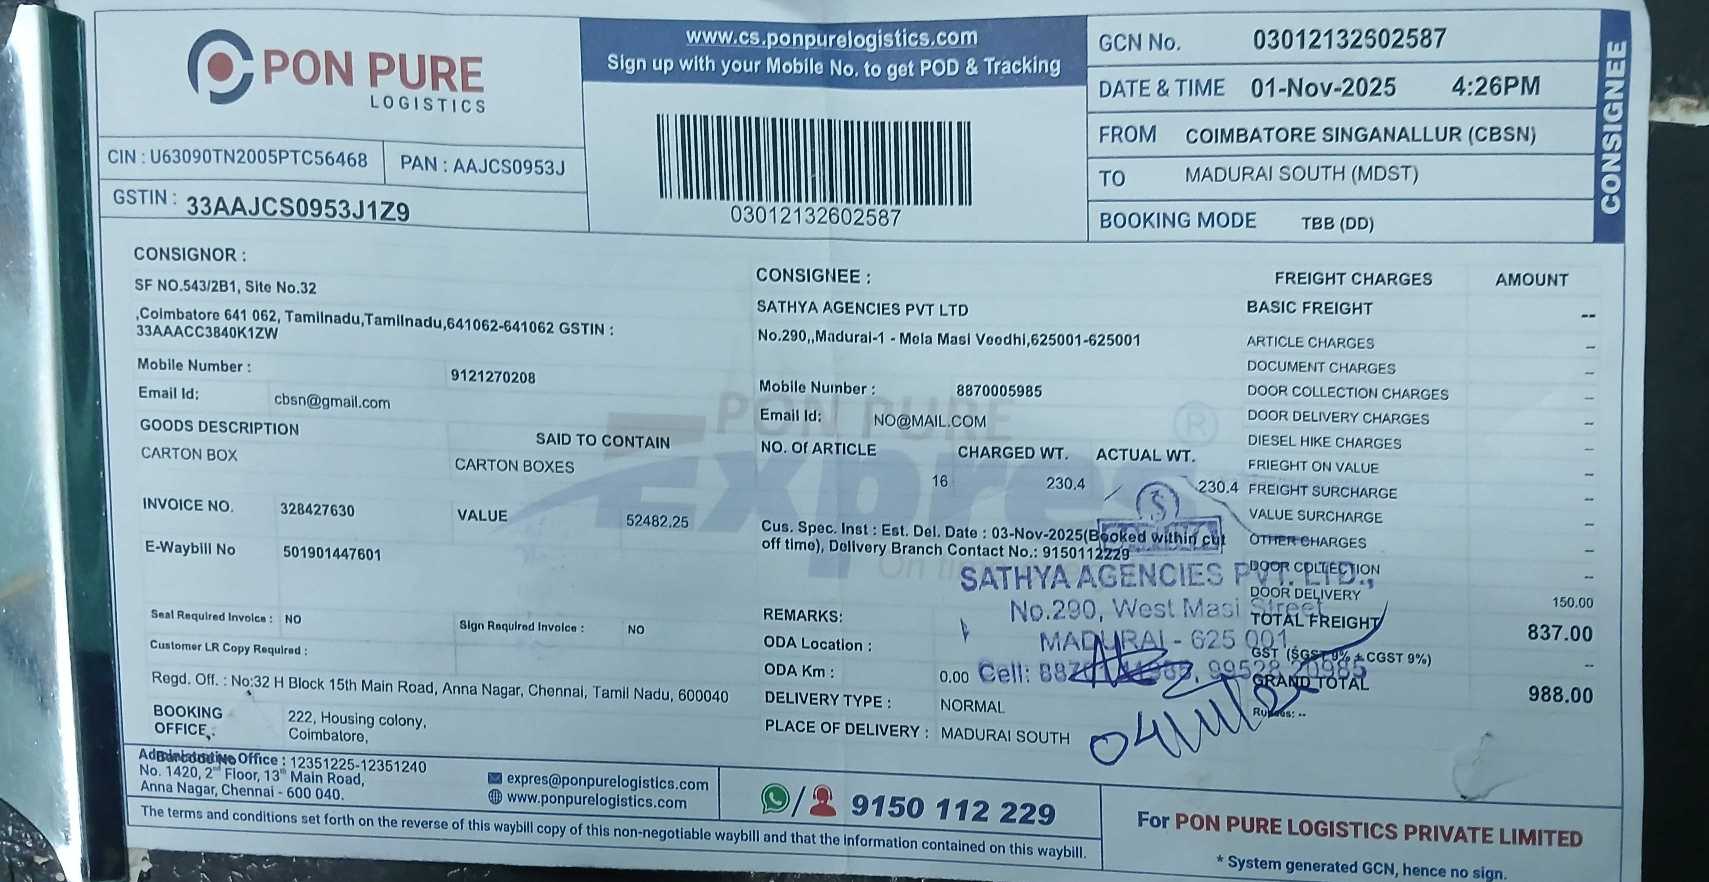 PON PURE
LOGISTICS
CIN : U63090TN2005PTC56468
PAN : AAJCS0953J
GSTIN : 33AAJCS0953J1Z9
www.cs.ponpurelogistics.com
Sign up with your Mobile No. to get POD & Tracking
03012132602587
GCN No. 03012132602587
DATE & TIME 01-Nov-2025 4:26PM
FROM COIMBATORE SINGANALLUR (CBSN)
TO MADURAI SOUTH (MDST)
BOOKING MODE TBB (DD)
CONSIGNEE
CONSIGNOR :
SF NO.543/2B1, Site No.32
,Coimbatore 641 062, Tamilnadu,Tamilnadu,641062-641062 GSTIN :
33AAACC3840K1ZW
Mobile Number : 9121270208
Email Id: cbsn@gmail.com
GOODS DESCRIPTION SAID TO CONTAIN
CARTON BOX CARTON BOXES
INVOICE NO. 328427630 VALUE 52482.25
E-Waybill No 501901447601
Seal Required Invoice : NO Sign Required Invoice : NO
Customer LR Copy Required :
Regd. Off. : No:32 H Block 15th Main Road, Anna Nagar, Chennai, Tamil Nadu, 600040
BOOKING OFFICE, 222, Housing colony,
Coimbatore,
CONSIGNEE :
SATHYA AGENCIES PVT LTD
No.290,,Madurai-1 - Mela Masi Veedhi,625001-625001
Mobile Number : 8870005985
Email Id: NO@MAIL.COM
NO. Of ARTICLE CHARGED WT. ACTUAL WT.
16 230.4 230.4
Cus. Spec. Inst : Est. Del. Date : 03-Nov-2025(Booked within cut
off time), Delivery Branch Contact No.: 9150112229
REMARKS:
ODA Location :
ODA Km : 0.00
DELIVERY TYPE : NORMAL
PLACE OF DELIVERY : MADURAI SOUTH
PON PURE
Expres
®
SATHYA AGENCIES PVT. LTD.,
No.290, West Masi Street
MADURAI - 625 001.
Cell:
FREIGHT CHARGES AMOUNT
BASIC FREIGHT --
ARTICLE CHARGES --
DOCUMENT CHARGES --
DOOR COLLECTION CHARGES --
DOOR DELIVERY CHARGES --
DIESEL HIKE CHARGES --
FRIEGHT ON VALUE --
FREIGHT SURCHARGE --
VALUE SURCHARGE --
OTHER CHARGES --
DOOR COLLECTION --
DOOR DELIVERY 150.00
TOTAL FREIGHT 837.00
GST (SGST 9% + CGST 9%) --
GRAND TOTAL 988.00
Rupees: --
Administrative Office : 12351225-12351240
Barcode No
No. 1420, 2nd Floor, 13th Main Road,
Anna Nagar, Chennai - 600 040.
expres@ponpurelogistics.com
www.ponpurelogistics.com
9150 112 229
For PON PURE LOGISTICS PRIVATE LIMITED
* System generated GCN, hence no sign.
The terms and conditions set forth on the reverse of this waybill copy of this non-negotiable waybill and that the information contained on this waybill.